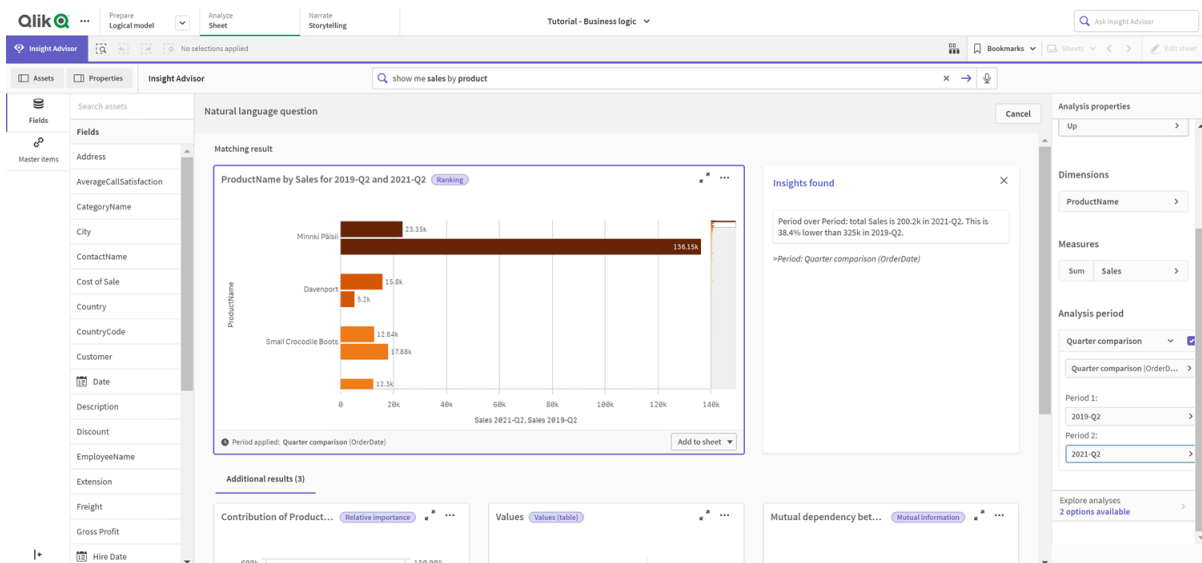 Qlik
Prepare
Logical model
Analyze
Sheet
Narrate
Storytelling
Tutorial - Business logic
Ask Insight Advisor
Insight Advisor
No selections applied
Bookmarks
Sheets
Edit sheet
Assets
Properties
Insight Advisor
show me sales by product
Fields
Master items
Search assets
Fields
Address
AverageCallSatisfaction
CategoryName
City
ContactName
Cost of Sale
Country
CountryCode
Customer
Date
Description
Discount
EmployeeName
Extension
Freight
Gross Profit
Hire Date
Natural language question
Cancel
Matching result
ProductName by Sales for 2019-Q2 and 2021-Q2 Ranking
ProductName
Minnki Pälsii
23.35k
136.15k
Davenport
15.8k
5.2k
Small Crocodile Boots
12.64k
17.88k
12.3k
0 20k 40k 60k 80k 100k 120k 140k
Sales 2021-Q2, Sales 2019-Q2
Period applied: Quarter comparison (OrderDate)
Add to sheet
Insights found
Period over Period: total Sales is 200.2k in 2021-Q2. This is
38.4% lower than 325k in 2019-Q2.
>Period: Quarter comparison (OrderDate)
Additional results (3)
Contribution of Product... Relative importance
600k 150.00%
Values Values (table)
Mutual dependency bet... Mutual information
Analysis properties
Up
Dimensions
ProductName
Measures
Sum Sales
Analysis period
Quarter comparison
Quarter comparison (OrderD...
Period 1:
2019-Q2
Period 2:
2021-Q2
Explore analyses
2 options available